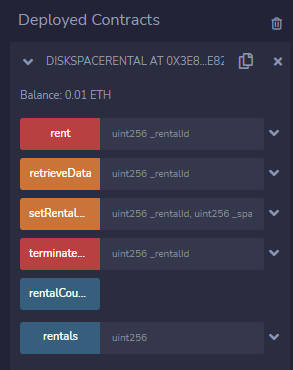 Deployed Contracts
DISKSPACERENTAL AT 0X3E8...E82
Balance: 0.01 ETH
rent uint256 _rentalId
retrieveData uint256 _rentalId
setRental... uint256 _rentalId, uint256 _spa
terminate... uint256 _rentalId
rentalCou...
rentals uint256